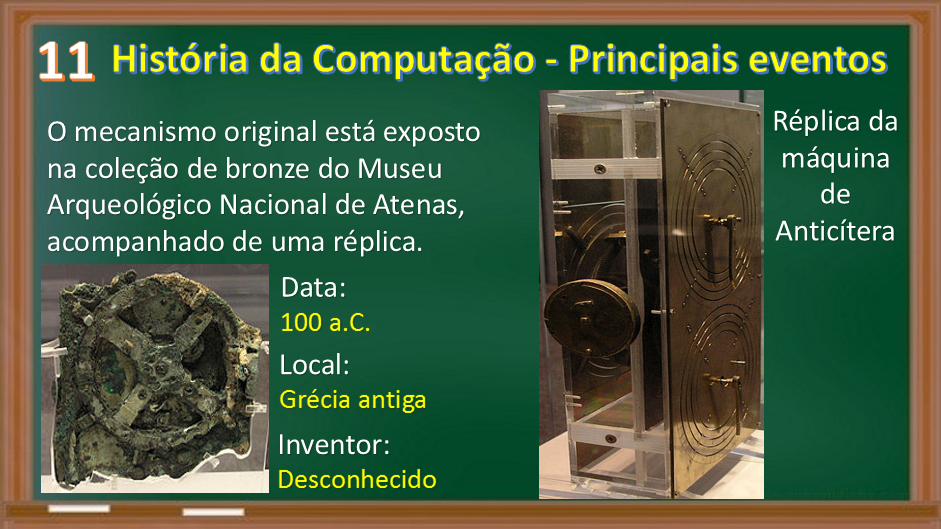 11 História da Computação - Principais eventos
O mecanismo original está exposto
na coleção de bronze do Museu
Arqueológico Nacional de Atenas,
acompanhado de uma réplica.
Data:
100 a.C.
Local:
Grécia antiga
Inventor:
Desconhecido
Réplica da
máquina
de
Anticítera